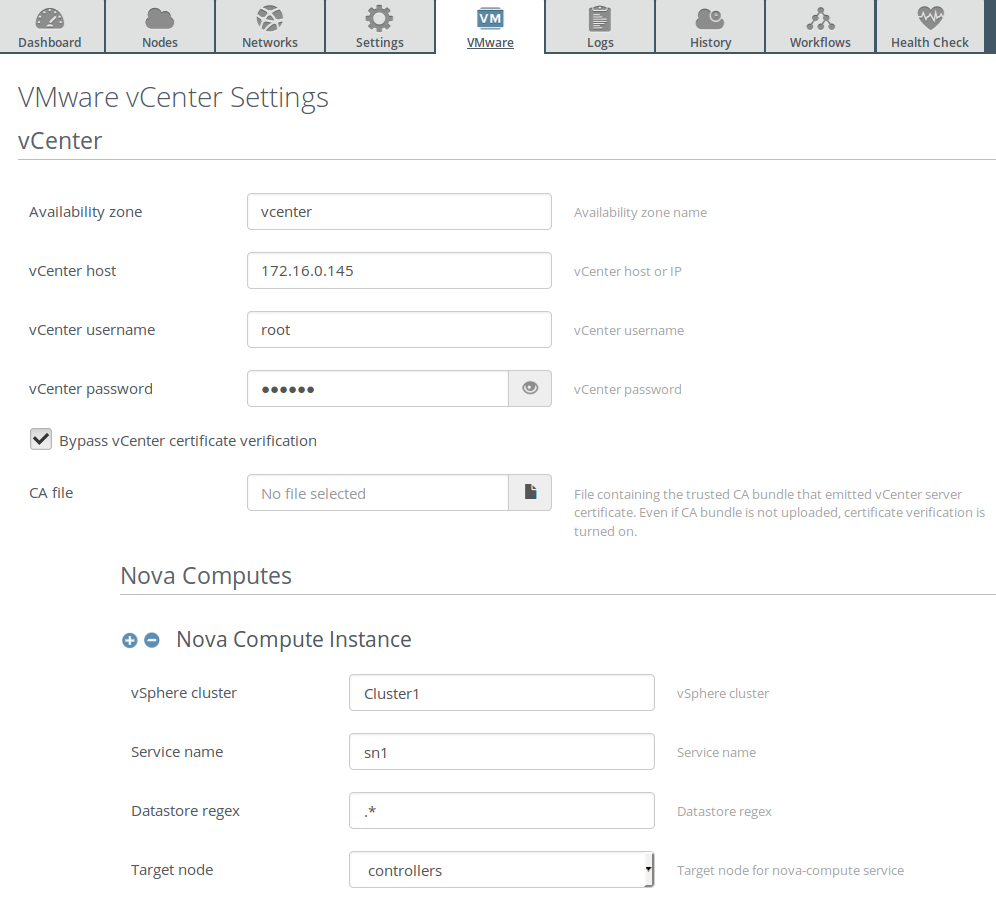 Dashboard Nodes Networks Settings VM VMware Logs History Workflows Health Check
VMware vCenter Settings
vCenter
Availability zone vcenter Availability zone name
vCenter host 172.16.0.145 vCenter host or IP
vCenter username root vCenter username
vCenter password •••••• vCenter password
Bypass vCenter certificate verification
CA file No file selected File containing the trusted CA bundle that emitted vCenter server
certificate. Even if CA bundle is not uploaded, certificate verification is
turned on.
Nova Computes
Nova Compute Instance
vSphere cluster Cluster1 vSphere cluster
Service name sn1 Service name
Datastore regex .* Datastore regex
Target node controllers Target node for nova-compute service